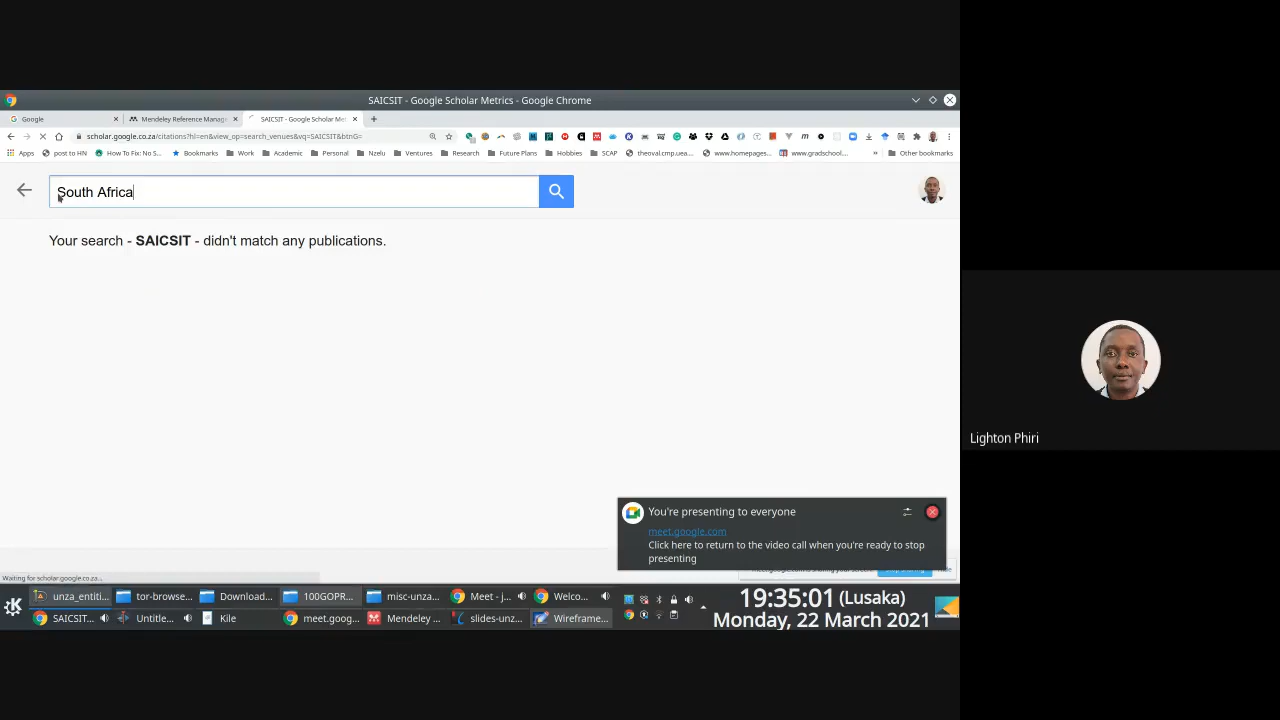 SAICSIT - Google Scholar Metrics - Google Chrome
Google
Mendeley Reference Manag
SAICSIT - Google Scholar Met
scholar.google.co.za/citations?hl=en&view_op=search_venues&vq=SAICSIT&btnG=
Apps
post to HN
How To Fix: No S...
Bookmarks
Work
Academic
Personal
Nzelu
Ventures
Research
Future Plans
Hobbies
SCAP
theoval.cmp.uea...
www.homepages...
www.gradschool....
»
Other bookmarks
South Africa
Your search - SAICSIT - didn't match any publications.
You're presenting to everyone
meet.google.com
Click here to return to the video call when you're ready to stop
presenting
Waiting for scholar.google.co.za...
Lighton Phiri
unza_entiti
tor-browse...
Download...
100GOPR...
misc-unza...
Meet - j...
Welco...
SAICSIT...
Untitle...
Kile
meet.goog...
Mendeley
slides-unz...
Wireframe...
19:35:01 (Lusaka)
Monday, 22 March 2021